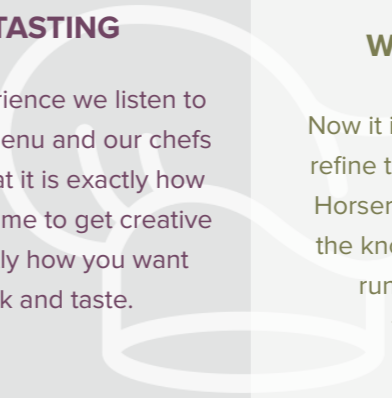 TASTING
rience we listen to
enu and our chefs
at it is exactly how
me to get creative
ly how you want
k and taste.
W
Now it i
refine t
Horser
the kno
run